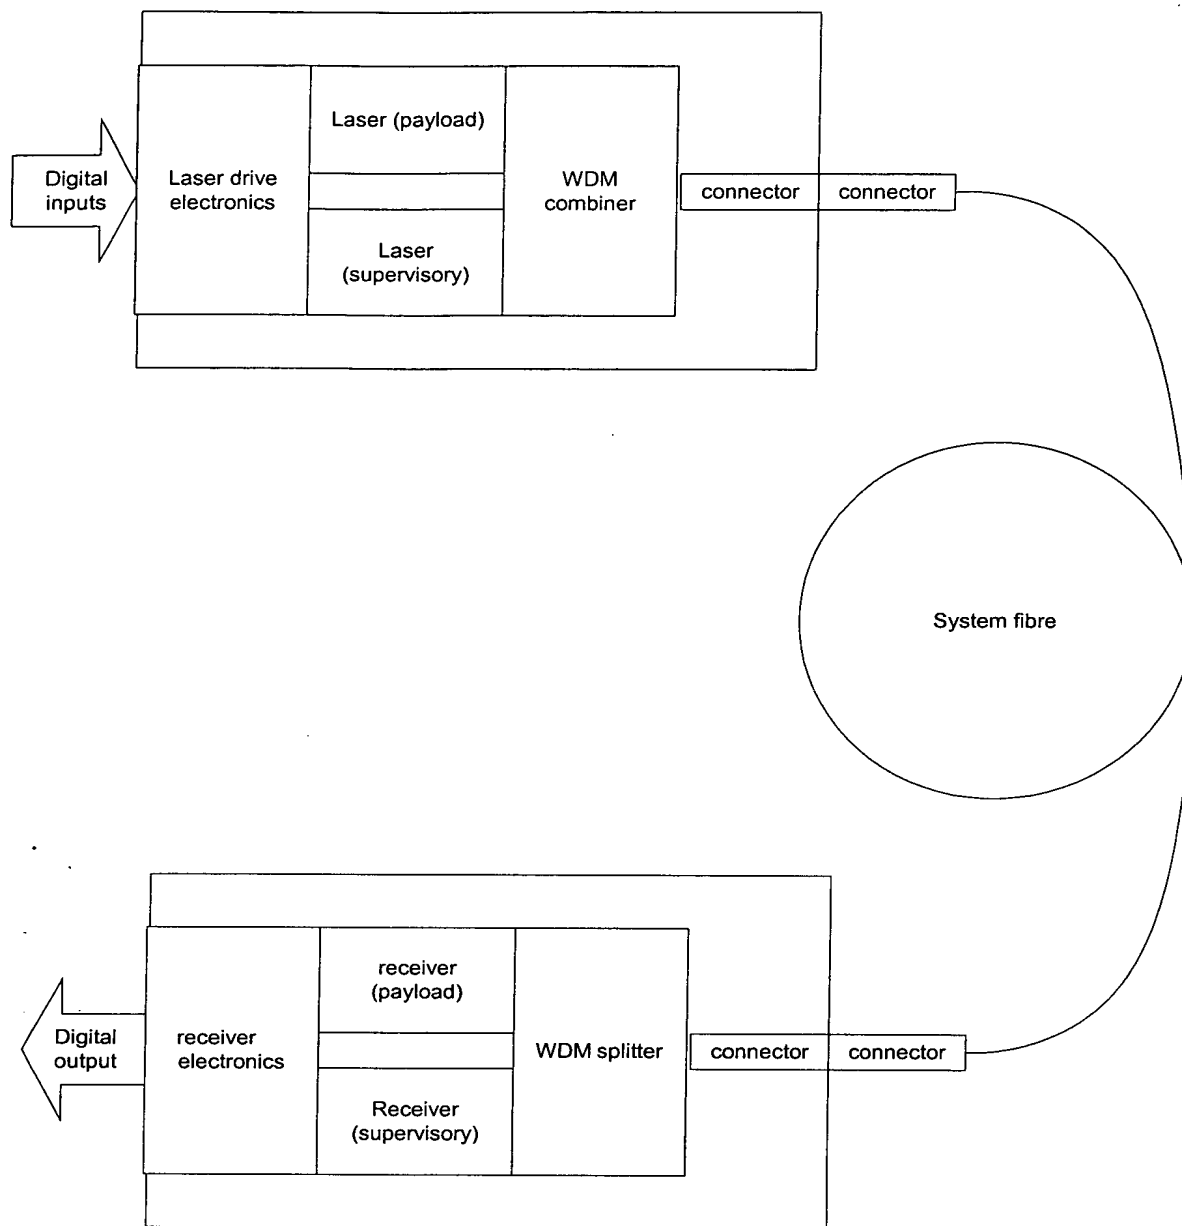 Laser (payload)
Digital
inputs
Laser drive
electronics
WDM
combiner
connector
connector
Laser
(supervisory)
System fibre
receiver
(payload)
Digital
output
receiver
electronics
WDM splitter
connector
connector
Receiver
(supervisory)